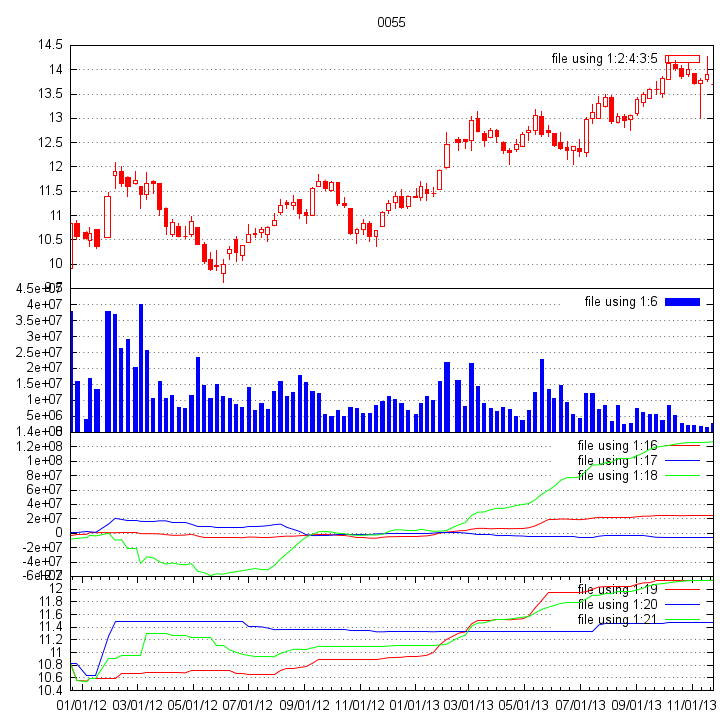 0055
14.5
file using 1:2:4:3:5
14
13.5
13
12.5
12
11.5
11
10.5
10
4.5e+07
file using 1:6
4e+07
3.5e+07
3e+07
2.5e+07
2e+07
1.5e+07
1e+07
5e+06
file using 1:16
1.2e+08
1e+08
file using 1:17
8e+07
file using 1:18
6e+07
4e+07
2e+07
0
-2e+07
-4e+07
12
file using 1:19
11.8
file using 1:20
11.6
file using 1:21
11.4
11.2
11
10.8
10.6
10.4
01/01/12 03/01/12 05/01/12 07/01/12 09/01/12 11/01/12 01/01/13 03/01/13 05/01/13 07/01/13 09/01/13 11/01/13